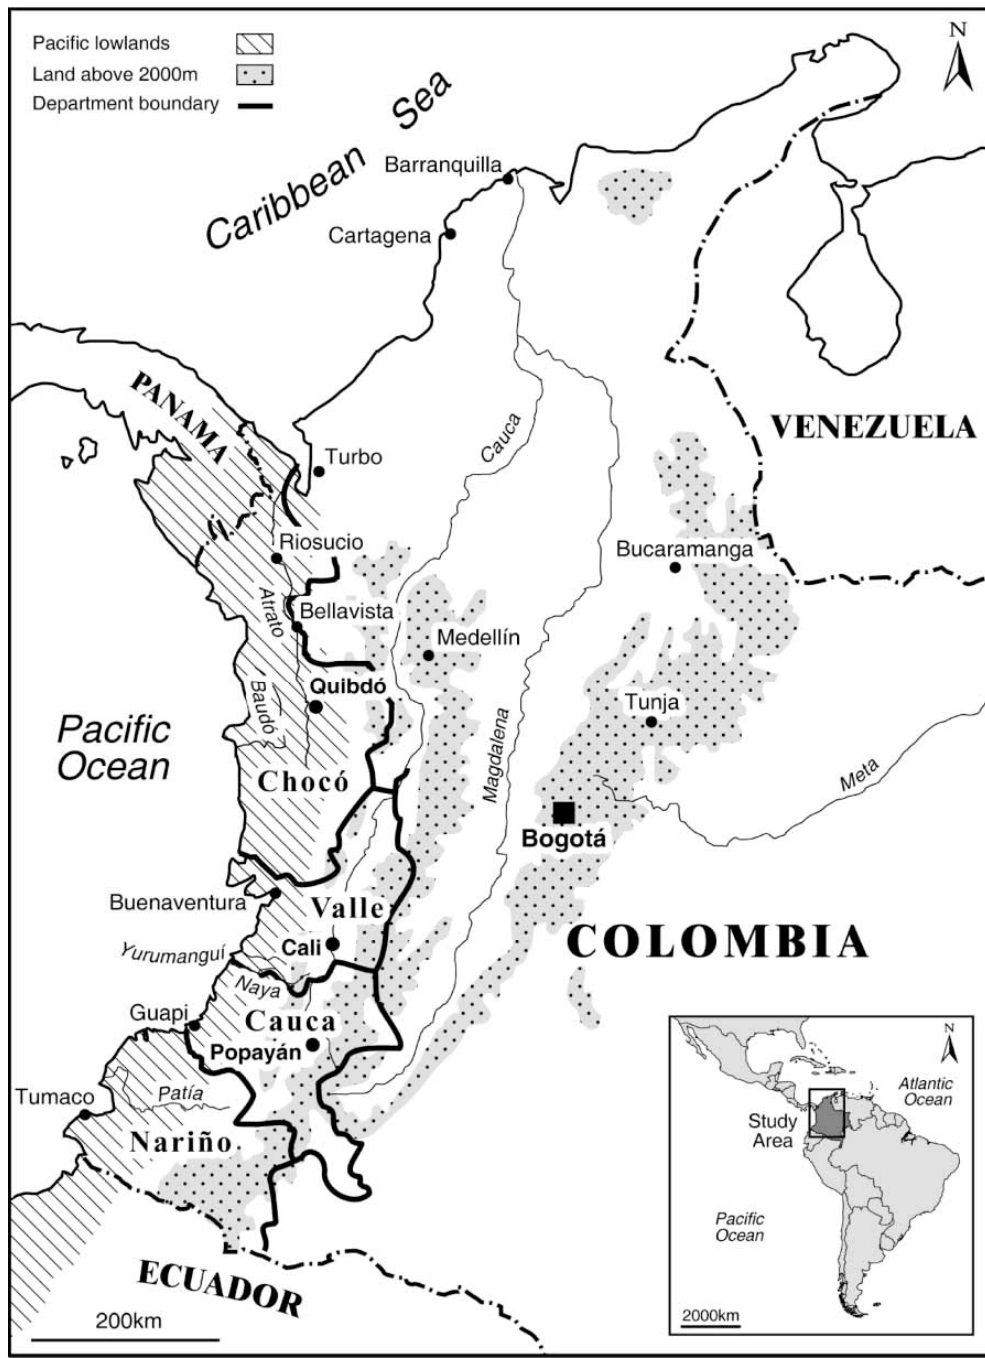 Pacific lowlands
Land above 2000m
Department boundary
N
Caribbean Sea
Barranquilla
Cartagena
PANAMA
Cauca
VENEZUELA
Turbo
Riosucio
Bucaramanga
Atrato
Bellavista
Medellín
Quibdó
Baudó
Tunja
Pacific
Ocean
Magdalena
Meta
Chocó
Bogotá
Buenaventura
Valle
COLOMBIA
Yurumanguí
Cali
Naya
Guapi
Cauca
Popayán
Patía
Tumaco
Nariño
ECUADOR
200km
N
Atlantic
Ocean
Study
Area
Pacific
Ocean
2000km